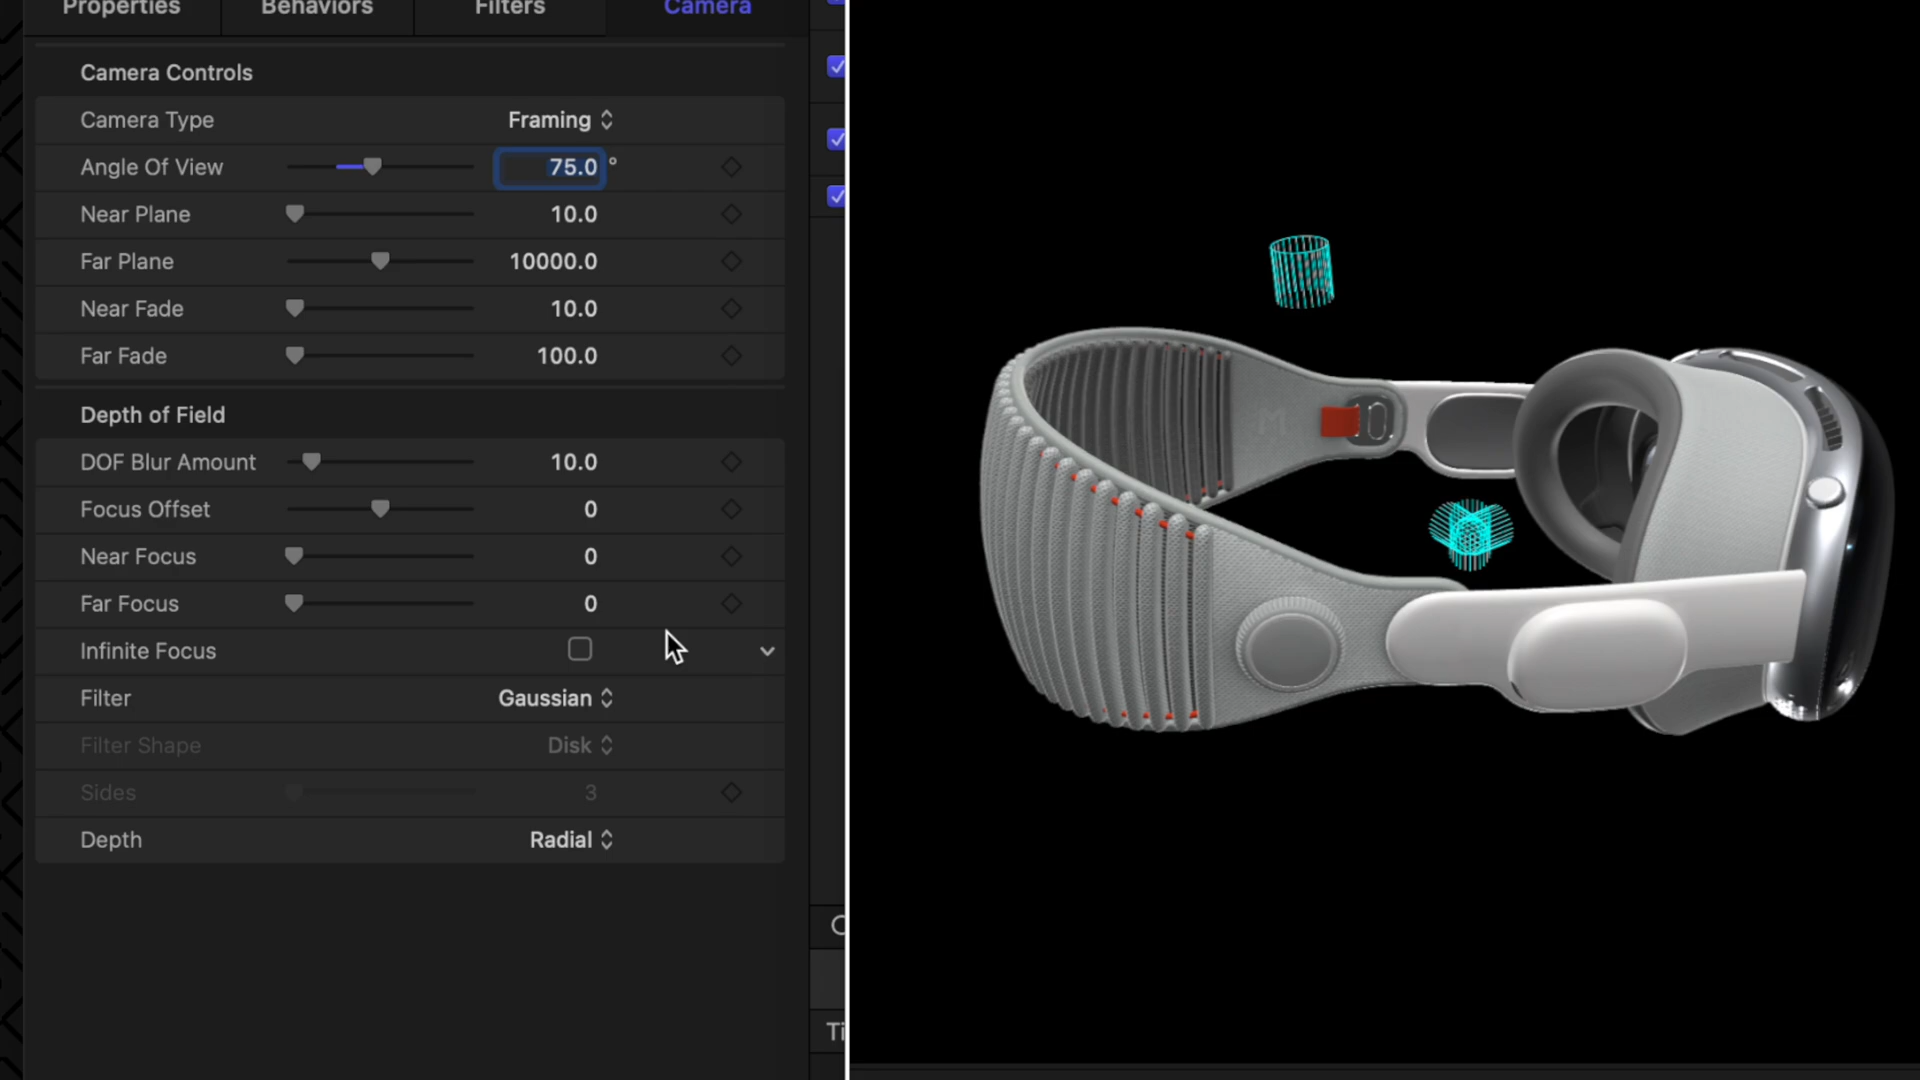 Properties
Behaviors
Filters
Camera
Camera Controls
Camera Type Framing
Angle Of View 75.0 °
Near Plane 10.0
Far Plane 10000.0
Near Fade 10.0
Far Fade 100.0
Depth of Field
DOF Blur Amount 10.0
Focus Offset 0
Near Focus 0
Far Focus 0
Infinite Focus
Filter Gaussian
Filter Shape Disk
Sides 3
Depth Radial